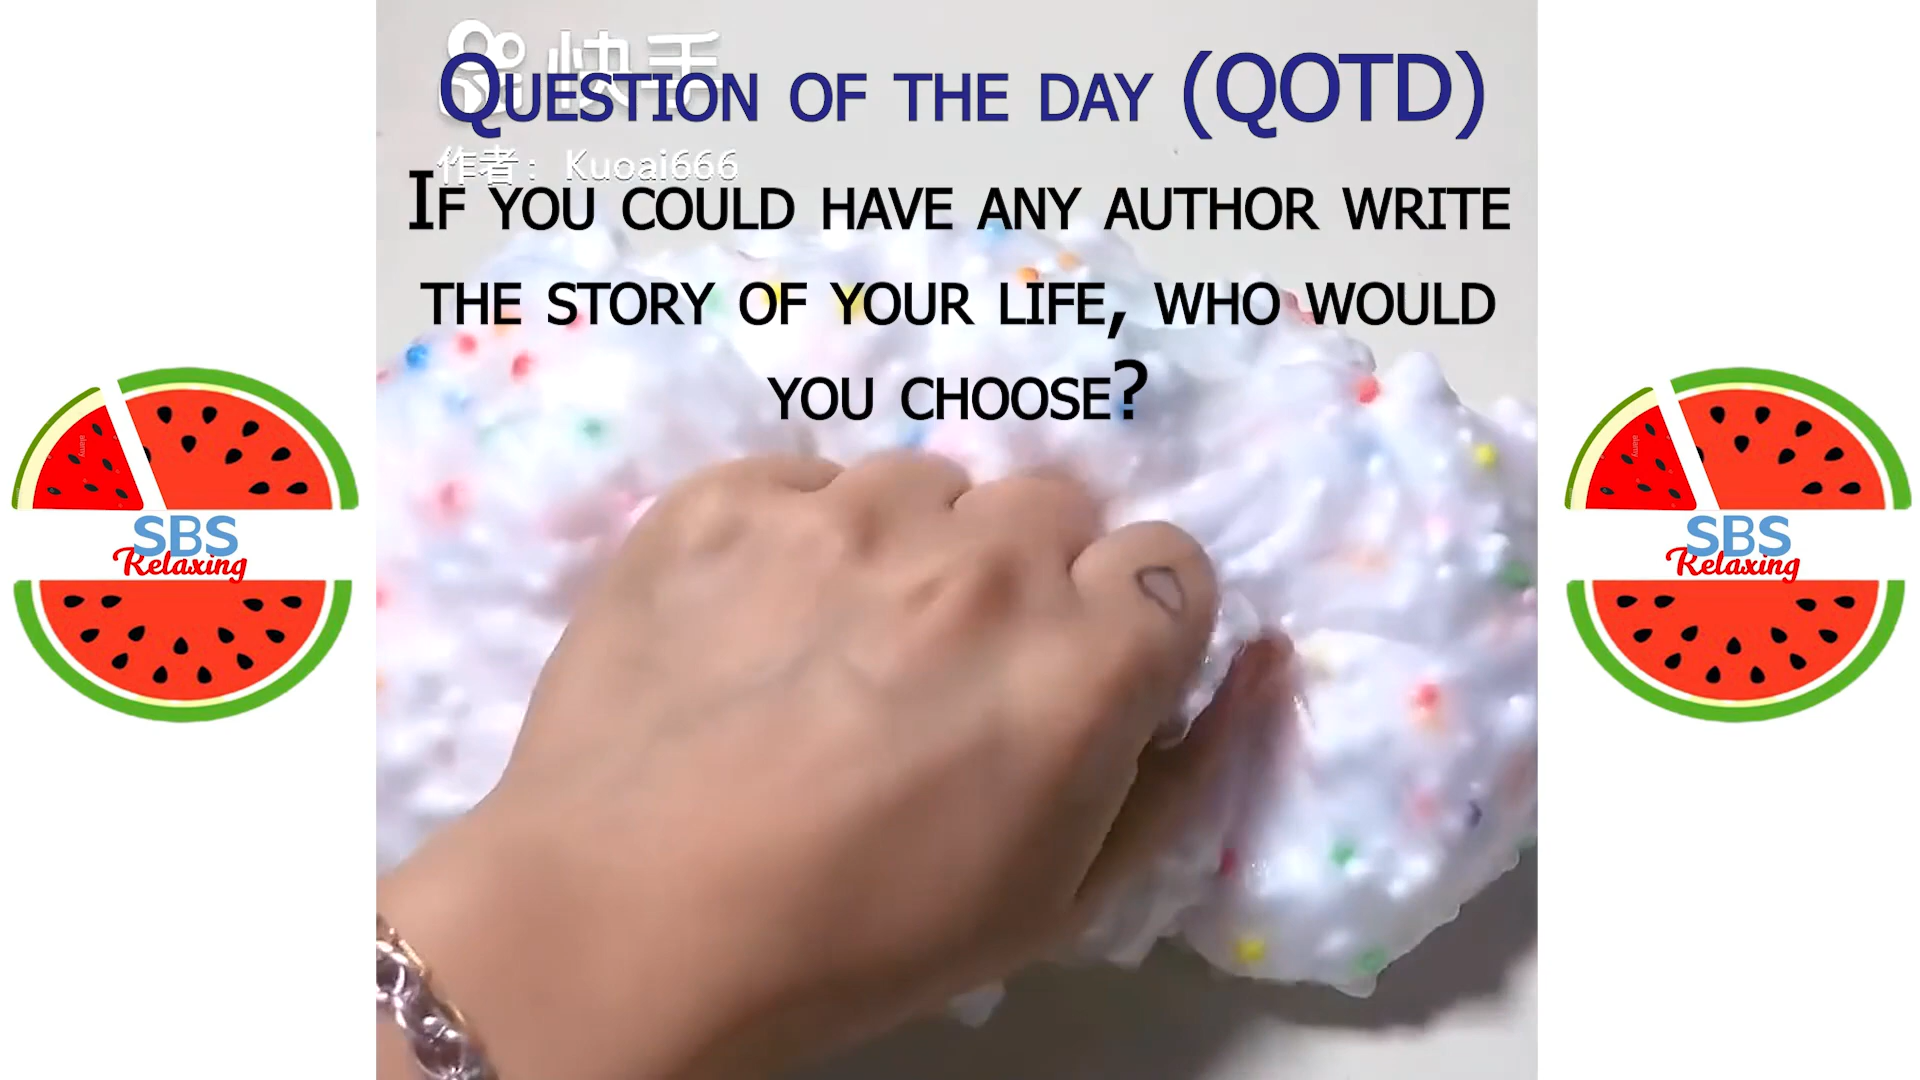 快手
QUESTION OF THE DAY (QOTD)
作者: Kuoai666
IF YOU COULD HAVE ANY AUTHOR WRITE
THE STORY OF YOUR LIFE, WHO WOULD
YOU CHOOSE?
SBS
Relaxing
SBS
Relaxing